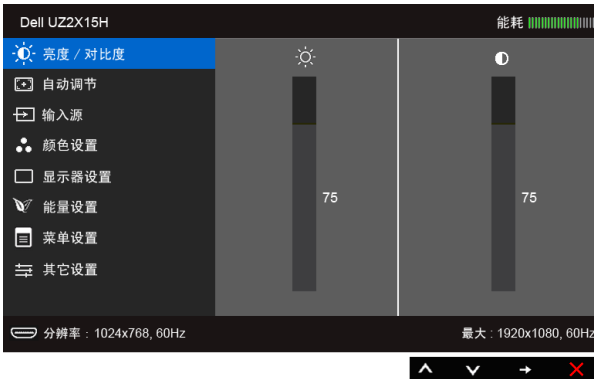 Dell UZ2X15H
能耗
亮度 / 对比度
自动调节
输入源
颜色设置
显示器设置
能量设置
菜单设置
其它设置
75
75
分辨率 : 1024x768, 60Hz
最大 : 1920x1080, 60Hz